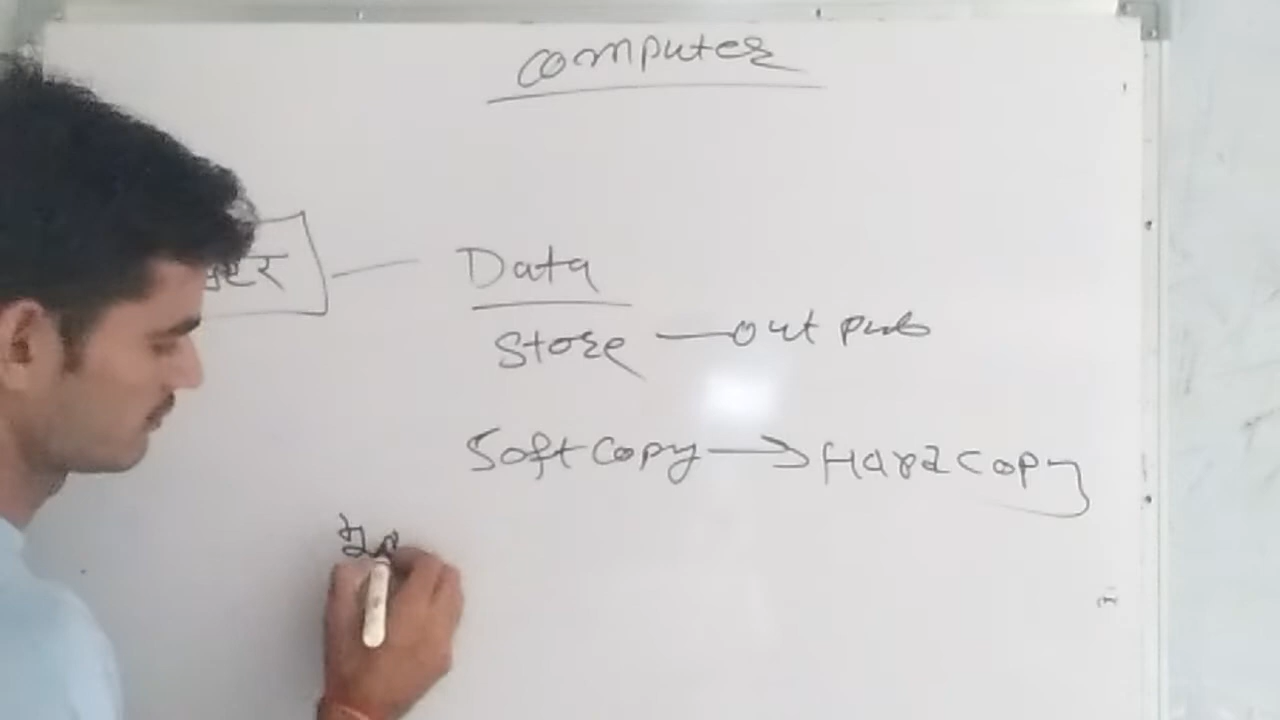 computer
Data
Store — out put
Soft copy → Hard copy